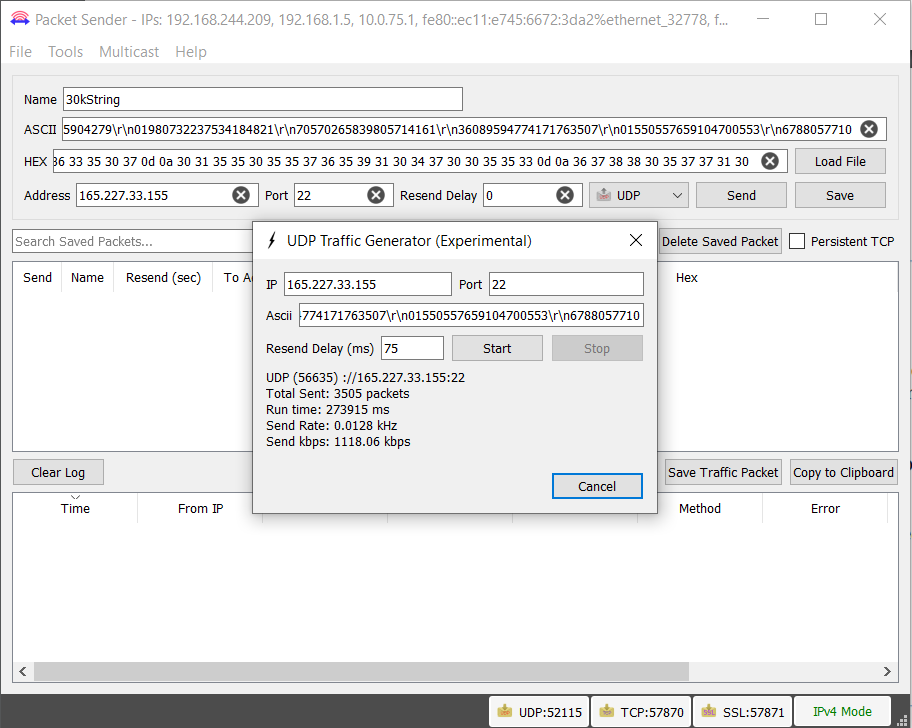 Packet Sender - IPs: 192.168.244.209, 192.168.1.5, 10.0.75.1, fe80::ec11:e745:6672:3da2%ethernet_32778, f...
File Tools Multicast Help
Name 30kString
ASCII 5904279\r\n01980732237534184821\r\n70570265839805714161\r\n36089594774171763507\r\n01550557659104700553\r\n6788057710
HEX 36 33 35 30 37 0d 0a 30 31 35 35 30 35 35 37 36 35 39 31 30 34 37 30 30 35 35 33 0d 0a 36 37 38 38 30 35 37 37 31 30 Load File
Address 165.227.33.155 Port 22 Resend Delay 0 UDP Send Save
Search Saved Packets... Delete Saved Packet Persistent TCP
Send Name Resend (sec) To A Hex
UDP Traffic Generator (Experimental)
IP 165.227.33.155 Port 22
Ascii 774171763507\r\n01550557659104700553\r\n6788057710
Resend Delay (ms) 75 Start Stop
UDP (56635) ://165.227.33.155:22
Total Sent: 3505 packets
Run time: 273915 ms
Send Rate: 0.0128 kHz
Send kbps: 1118.06 kbps
Cancel
Clear Log Save Traffic Packet Copy to Clipboard
Time From IP Method Error
UDP:52115 TCP:57870 SSL:57871 IPv4 Mode